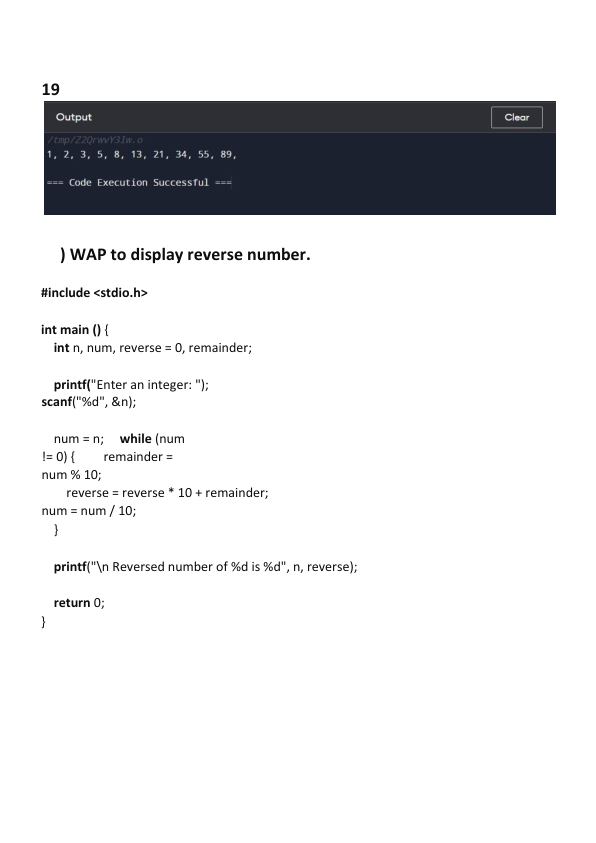 19
Output
Clear
/tmp/Z2QrwvY31w.o
1, 2, 3, 5, 8, 13, 21, 34, 55, 89,
=== Code Execution Successful ===
) WAP to display reverse number.
#include <stdio.h>
int main () {
int n, num, reverse = 0, remainder;
printf("Enter an integer: ");
scanf("%d", &n);
num = n; while (num
!= 0) { remainder =
num % 10;
reverse = reverse * 10 + remainder;
num = num / 10;
}
printf("\n Reversed number of %d is %d", n, reverse);
return 0;
}